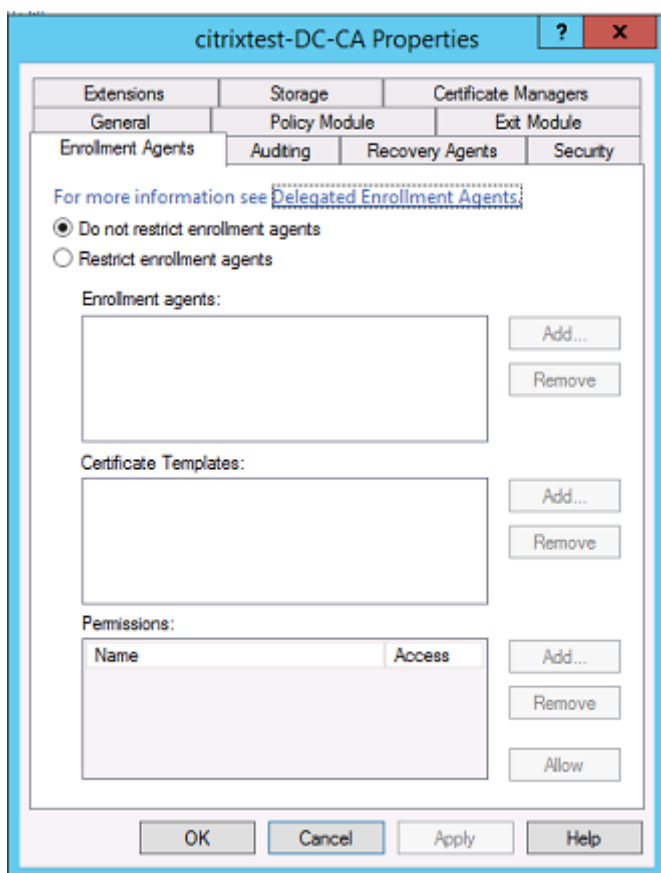 citrixtest-DC-CA Properties
? x
Extensions Storage Certificate Managers
General Policy Module Exit Module
Enrollment Agents Auditing Recovery Agents Security
For more information see Delegated Enrollment Agents.
Do not restrict enrollment agents
Restrict enrollment agents
Enrollment agents:
Add...
Remove
Certificate Templates:
Add...
Remove
Permissions:
Name Access
Add...
Remove
Allow
OK Cancel Apply Help